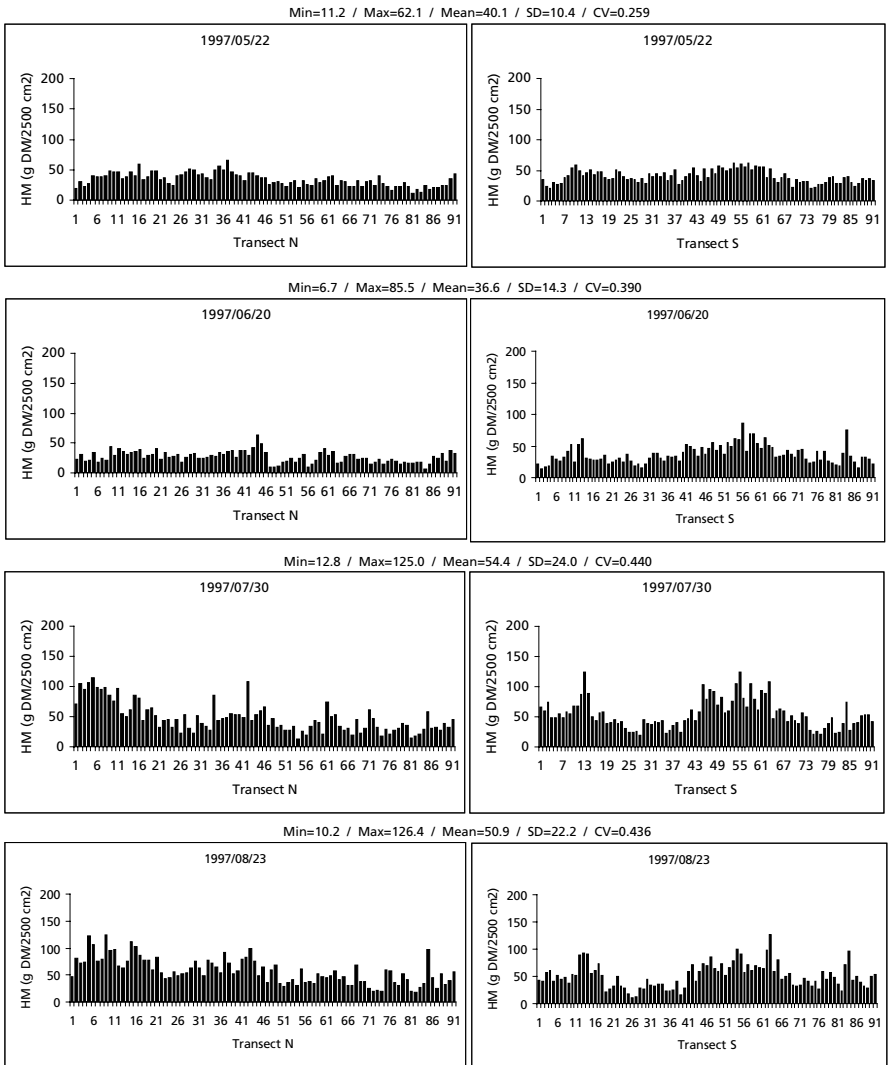 Min=11.2 / Max=62.1 / Mean=40.1 / SD=10.4 / CV=0.259
1997/05/22
HM (g DM/2500 cm2)
200
150
100
50
0
1 6 11 16 21 26 31 36 41 46 51 56 61 66 71 76 81 86 91
Transect N
1997/05/22
HM (g DM/2500 cm2)
200
150
100
50
0
1 7 13 19 25 31 37 43 49 55 61 67 73 79 85 91
Transect S
Min=6.7 / Max=85.5 / Mean=36.6 / SD=14.3 / CV=0.390
1997/06/20
HM (g DM/2500 cm2)
200
150
100
50
0
1 6 11 16 21 26 31 36 41 46 51 56 61 66 71 76 81 86 91
Transect N
1997/06/20
HM (g DM/2500 cm2)
200
150
100
50
0
1 6 11 16 21 26 31 36 41 46 51 56 61 66 71 76 81 86 91
Transect S
Min=12.8 / Max=125.0 / Mean=54.4 / SD=24.0 / CV=0.440
1997/07/30
HM (g DM/2500 cm2)
200
150
100
50
0
1 6 11 16 21 26 31 36 41 46 51 56 61 66 71 76 81 86 91
Transect N
1997/07/30
HM (g DM/2500 cm2)
200
150
100
50
0
1 7 13 19 25 31 37 43 49 55 61 67 73 79 85 91
Transect S
Min=10.2 / Max=126.4 / Mean=50.9 / SD=22.2 / CV=0.436
1997/08/23
HM (g DM/2500 cm2)
200
150
100
50
0
1 6 11 16 21 26 31 36 41 46 51 56 61 66 71 76 81 86 91
Transect N
1997/08/23
HM (g DM/2500 cm2)
200
150
100
50
0
1 6 11 16 21 26 31 36 41 46 51 56 61 66 71 76 81 86 91
Transect S